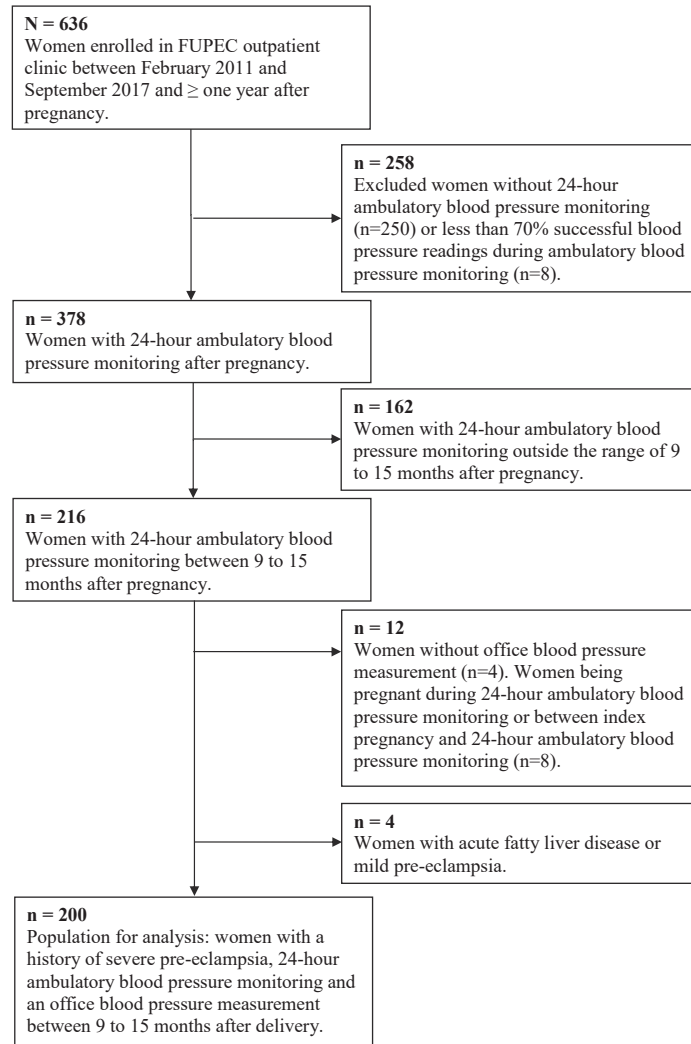 N = 636
Women enrolled in FUPEC outpatient
clinic between February 2011 and
September 2017 and ≥ one year after
pregnancy.
n = 258
Excluded women without 24-hour
ambulatory blood pressure monitoring
(n=250) or less than 70% successful blood
pressure readings during ambulatory blood
pressure monitoring (n=8).
n = 378
Women with 24-hour ambulatory blood
pressure monitoring after pregnancy.
n = 162
Women with 24-hour ambulatory blood
pressure monitoring outside the range of 9
to 15 months after pregnancy.
n = 216
Women with 24-hour ambulatory blood
pressure monitoring between 9 to 15
months after pregnancy.
n = 12
Women without office blood pressure
measurement (n=4). Women being
pregnant during 24-hour ambulatory blood
pressure monitoring or between index
pregnancy and 24-hour ambulatory blood
pressure monitoring (n=8).
n = 4
Women with acute fatty liver disease or
mild pre-eclampsia.
n = 200
Population for analysis: women with a
history of severe pre-eclampsia, 24-hour
ambulatory blood pressure monitoring and
an office blood pressure measurement
between 9 to 15 months after delivery.